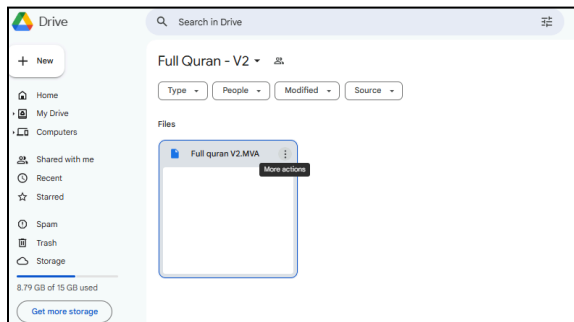 Drive
Search in Drive
New
Home
My Drive
Computers
Shared with me
Recent
Starred
Spam
Trash
Storage
8.79 GB of 15 GB used
Get more storage
Full Quran - V2
Type
People
Modified
Source
Files
Full quran V2.MVA
More actions